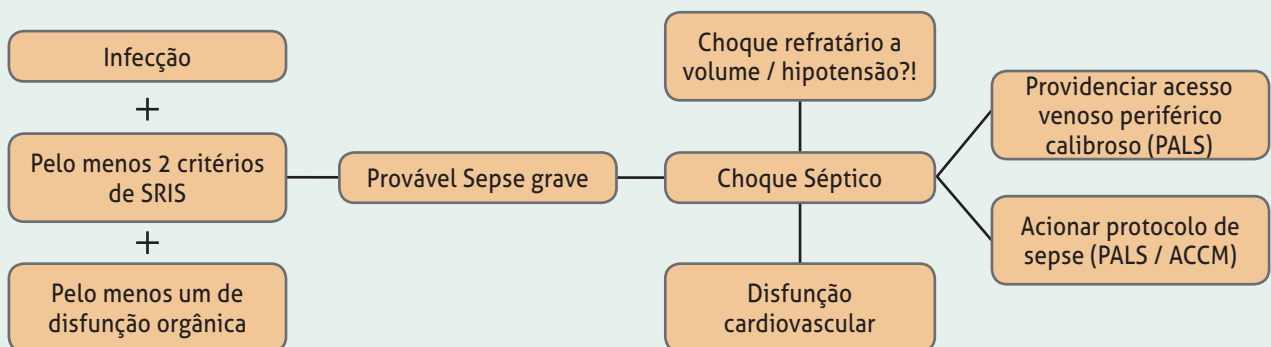 Infecção
+
Pelo menos 2 critérios
de SRIS
+
Pelo menos um de
disfunção orgânica
Provável Sepse grave
Choque refratário a
volume / hipotensão?!
Choque Séptico
Disfunção
cardiovascular
Providenciar acesso
venoso periférico
calibroso (PALS)
Acionar protocolo de
sepse (PALS / ACCM)